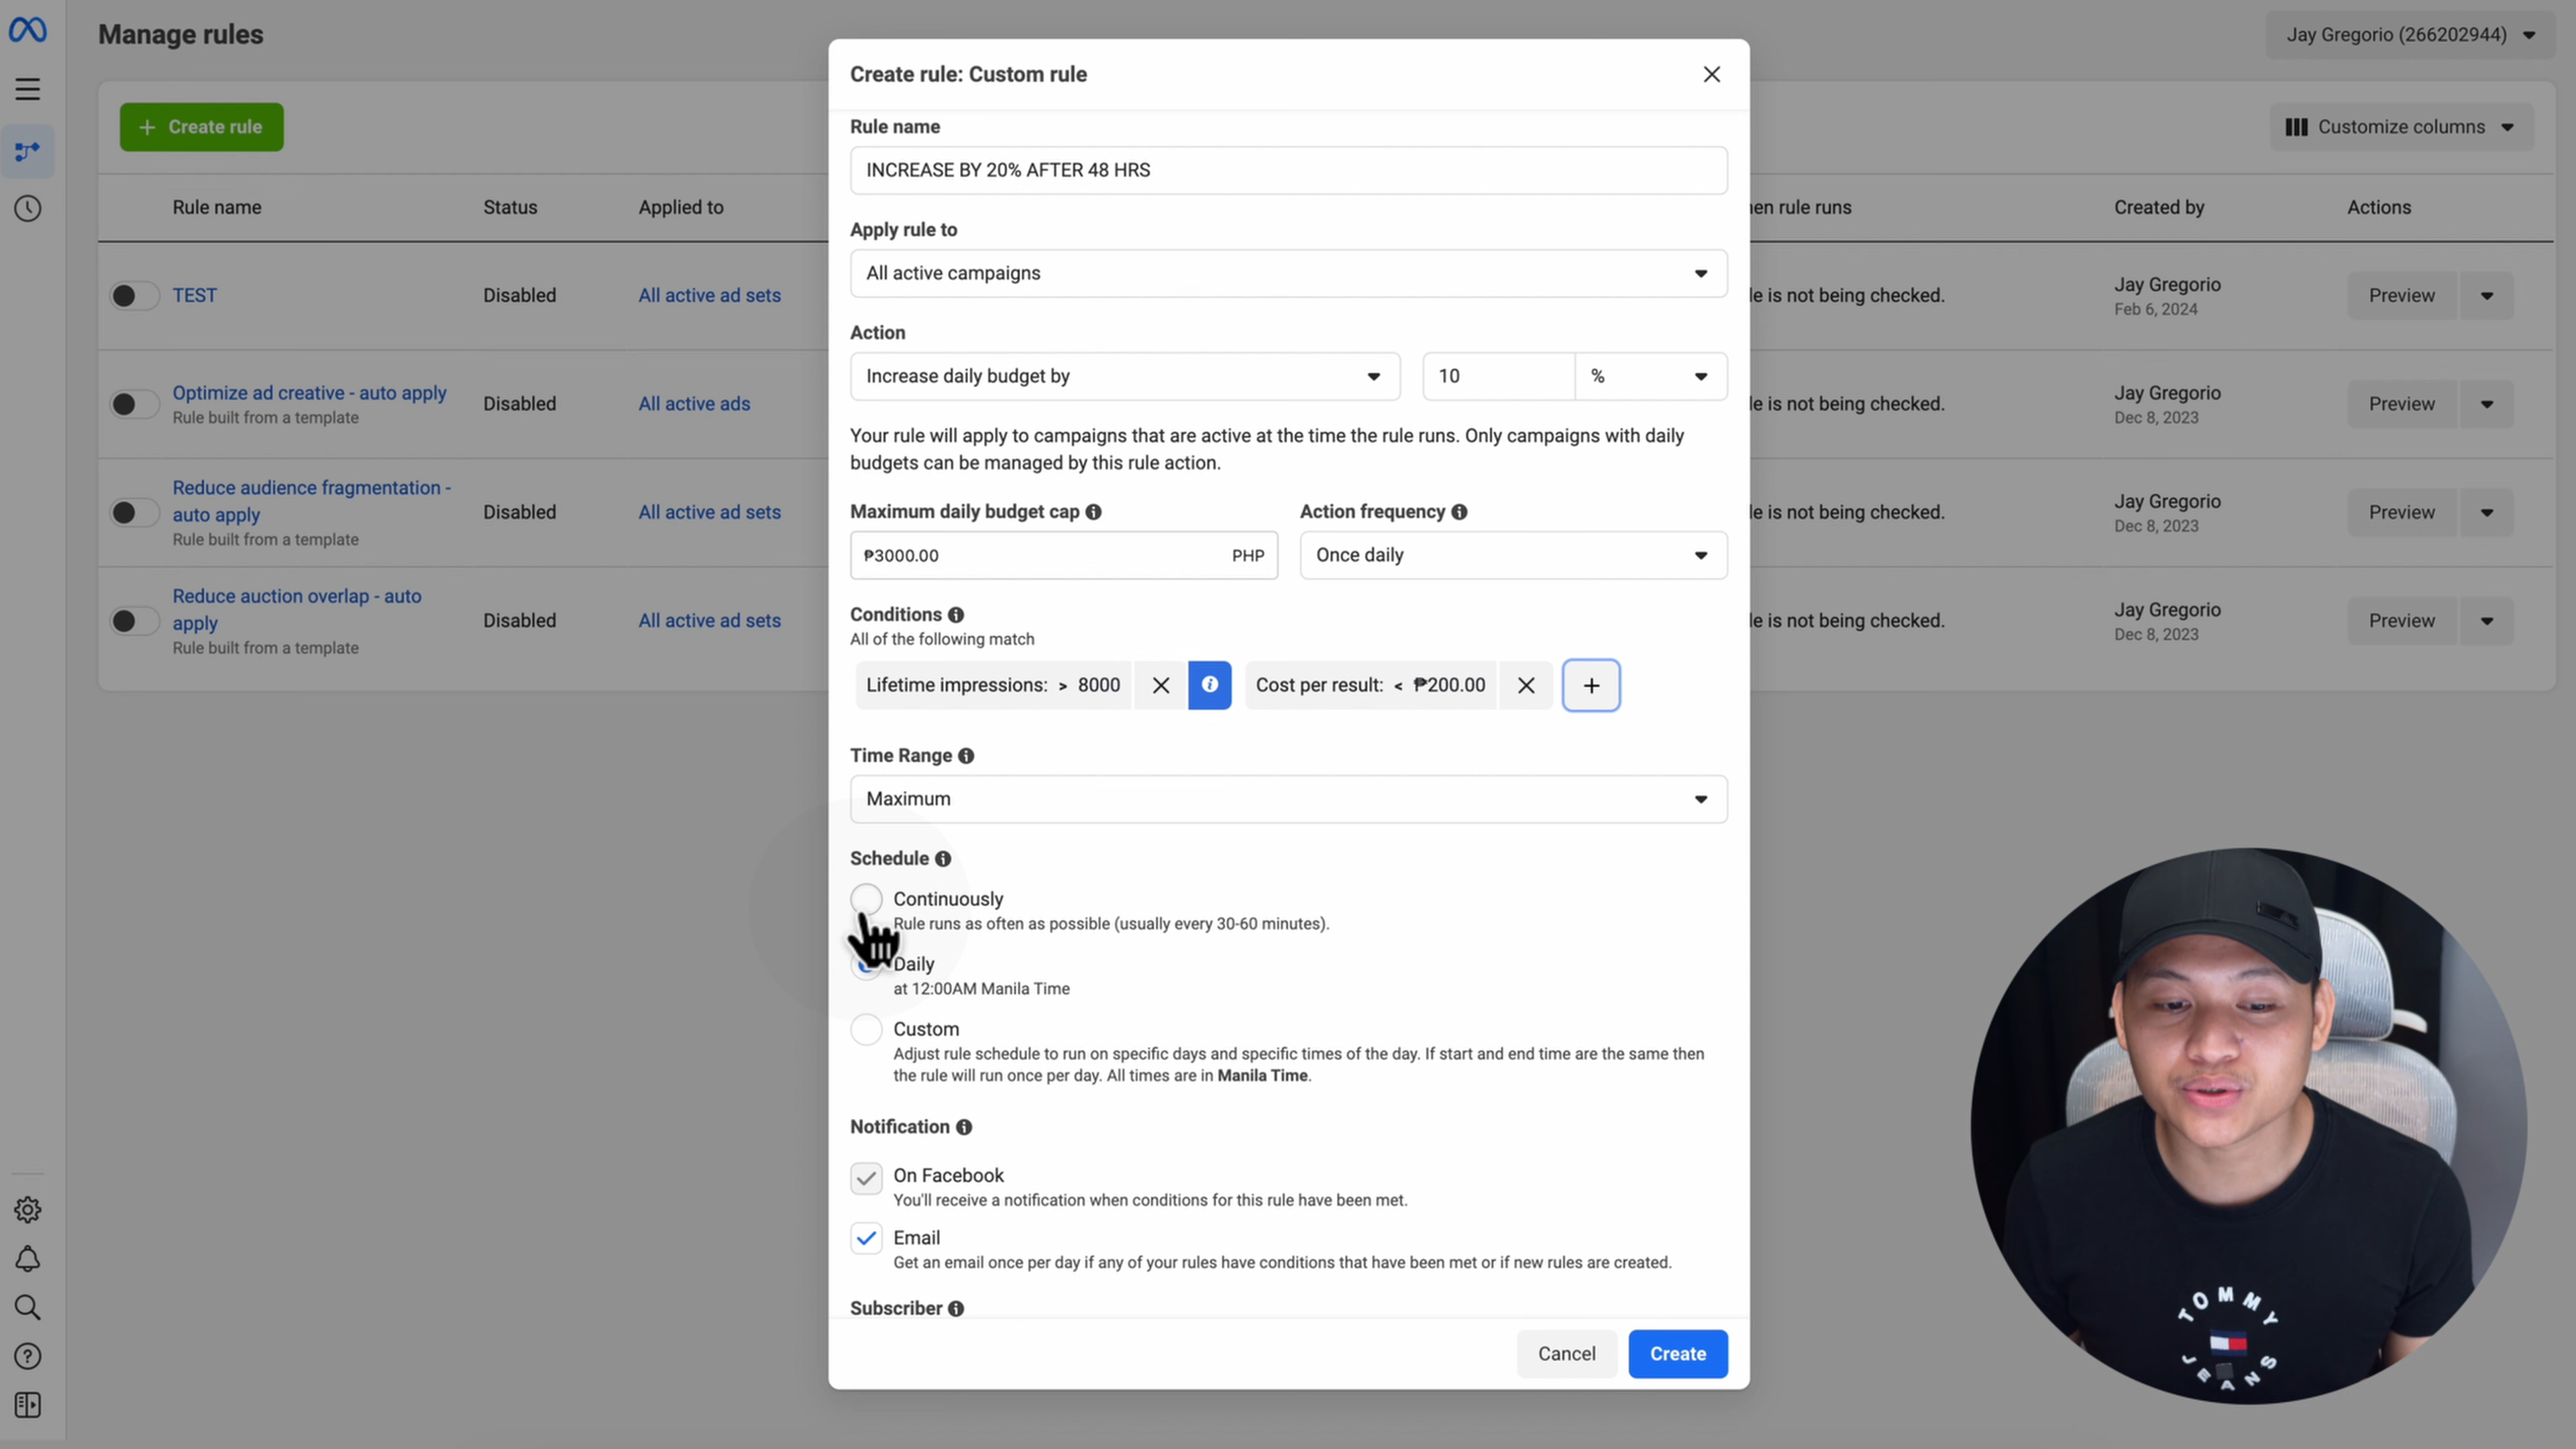 Manage rules
Jay Gregorio (266202944)
+ Create rule
Customize columns
Rule name
Status
Applied to
en rule runs
Created by
Actions
TEST
Disabled
All active ad sets
le is not being checked.
Jay Gregorio
Feb 6, 2024
Preview
Optimize ad creative - auto apply
Rule built from a template
Disabled
All active ads
le is not being checked.
Jay Gregorio
Dec 8, 2023
Preview
Reduce audience fragmentation -
auto apply
Rule built from a template
Disabled
All active ad sets
le is not being checked.
Jay Gregorio
Dec 8, 2023
Preview
Reduce auction overlap - auto
apply
Rule built from a template
Disabled
All active ad sets
le is not being checked.
Jay Gregorio
Dec 8, 2023
Preview
Create rule: Custom rule
Rule name
INCREASE BY 20% AFTER 48 HRS
Apply rule to
All active campaigns
Action
Increase daily budget by
10
%
Your rule will apply to campaigns that are active at the time the rule runs. Only campaigns with daily
budgets can be managed by this rule action.
Maximum daily budget cap
Action frequency
₱3000.00
PHP
Once daily
Conditions
All of the following match
Lifetime impressions: > 8000
Cost per result: < ₱200.00
+
Time Range
Maximum
Schedule
Continuously
Rule runs as often as possible (usually every 30-60 minutes).
Daily
at 12:00AM Manila Time
Custom
Adjust rule schedule to run on specific days and specific times of the day. If start and end time are the same then
the rule will run once per day. All times are in Manila Time.
Notification
On Facebook
You'll receive a notification when conditions for this rule have been met.
Email
Get an email once per day if any of your rules have conditions that have been met or if new rules are created.
Subscriber
Cancel
Create
TOMMY
JEANS